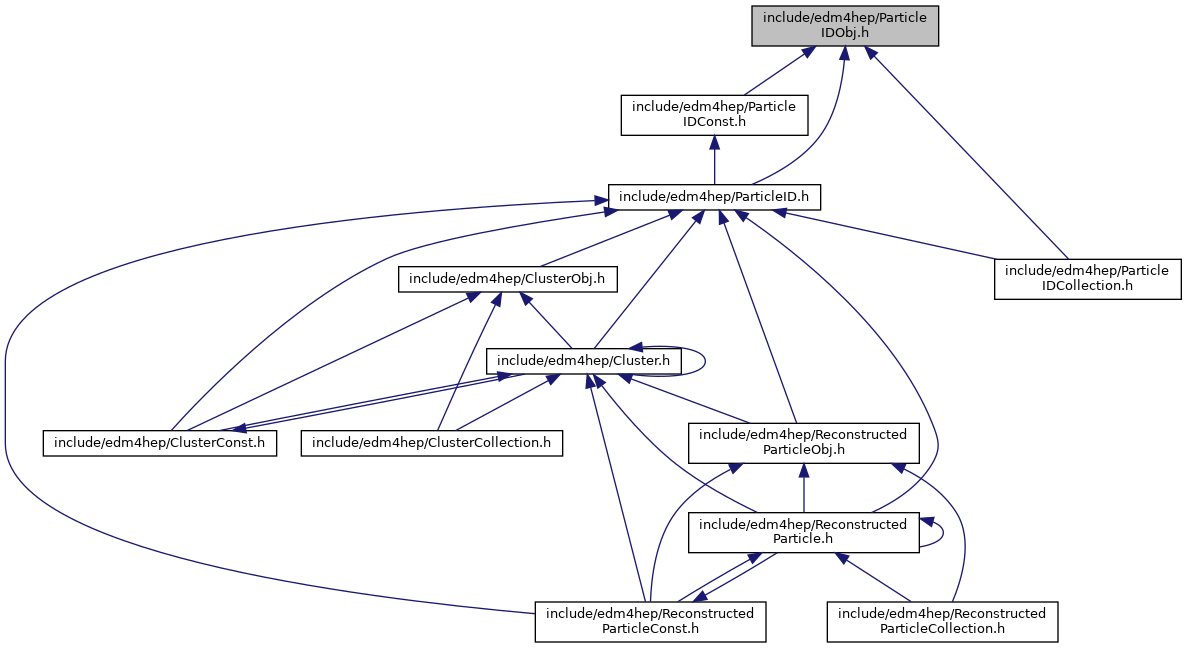 include/edm4hep/Particle
IDObj.h
include/edm4hep/Particle
IDConst.h
include/edm4hep/ParticleID.h
include/edm4hep/ClusterObj.h
include/edm4hep/Particle
IDCollection.h
include/edm4hep/Cluster.h
include/edm4hep/ClusterConst.h
include/edm4hep/ClusterCollection.h
include/edm4hep/Reconstructed
ParticleObj.h
include/edm4hep/Reconstructed
Particle.h
include/edm4hep/Reconstructed
ParticleConst.h
include/edm4hep/Reconstructed
ParticleCollection.h